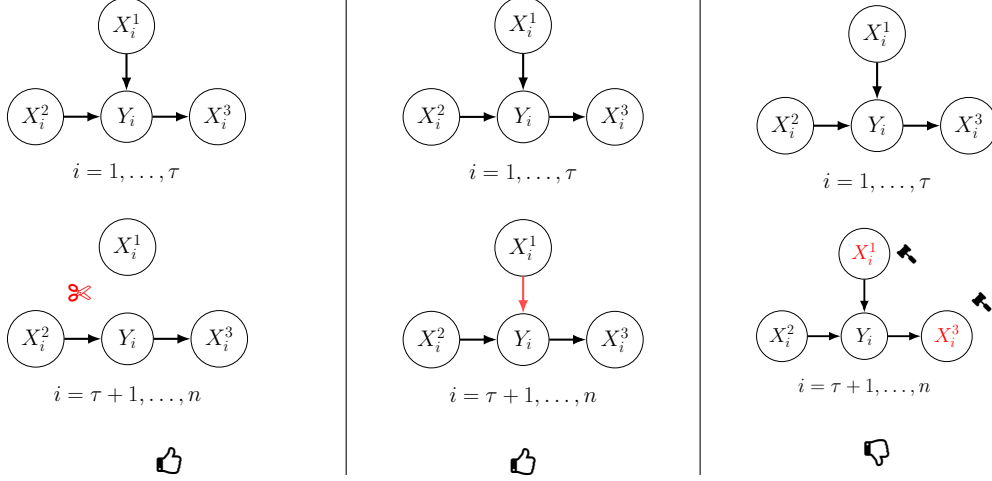 X_i^1
X_i^2 Y_i X_i^3
i = 1, . . . , τ
X_i^1
X_i^2 Y_i X_i^3
i = τ + 1, . . . , n
X_i^1
X_i^2 Y_i X_i^3
i = 1, . . . , τ
X_i^1
X_i^2 Y_i X_i^3
i = τ + 1, . . . , n
X_i^1
X_i^2 Y_i X_i^3
i = 1, . . . , τ
X_i^1
X_i^2 Y_i X_i^3
i = τ + 1, . . . , n